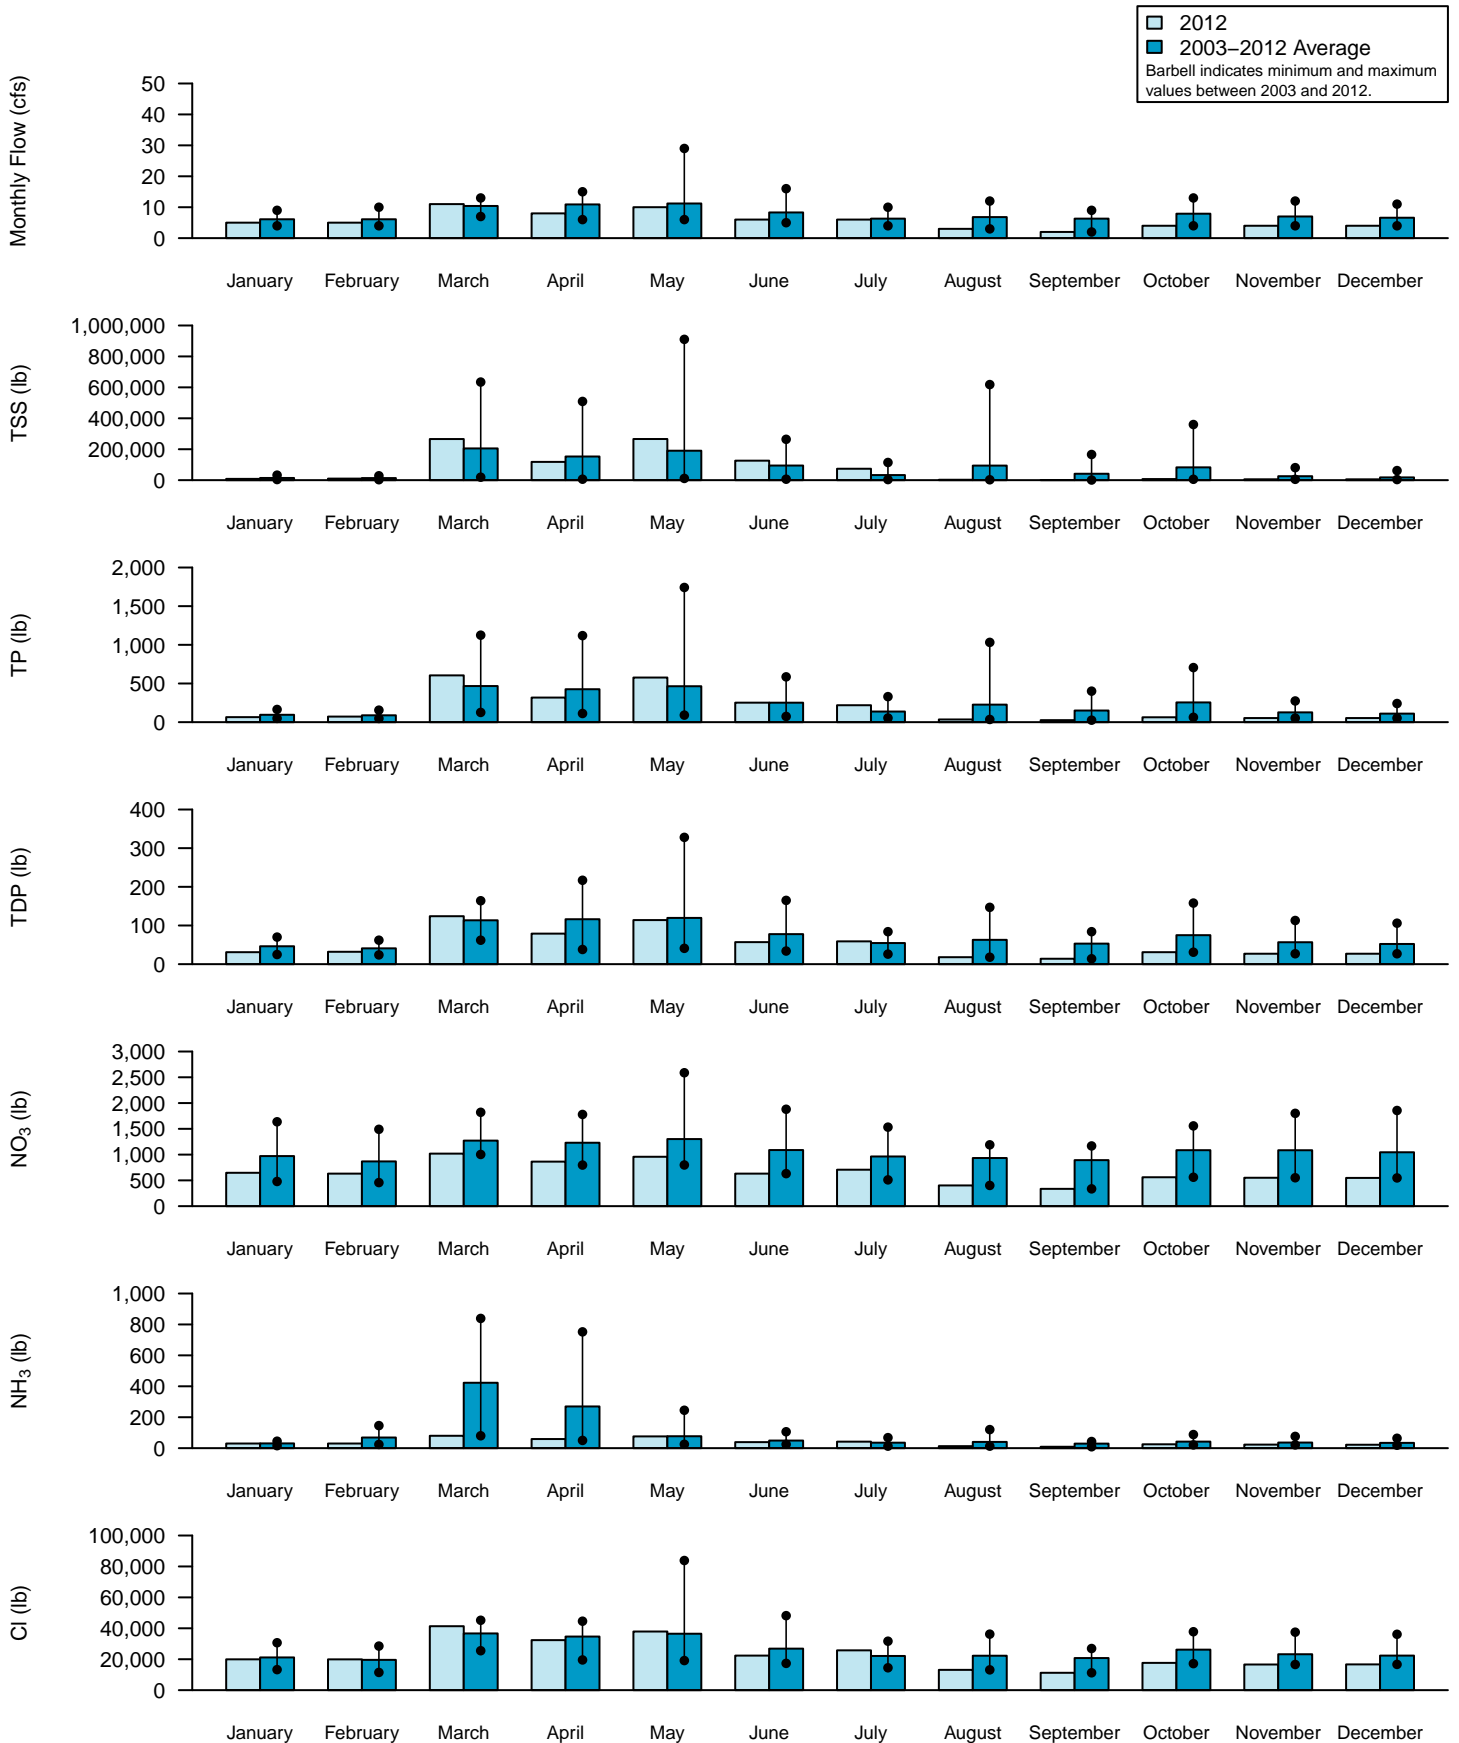 2012
2003–2012 Average
Barbell indicates minimum and maximum
values between 2003 and 2012.
Monthly Flow (cfs)
50
40
30
20
10
0
January February March April May June July August September October November December
TSS (lb)
1,000,000
800,000
600,000
400,000
200,000
0
January February March April May June July August September October November December
TP (lb)
2,000
1,500
1,000
500
0
January February March April May June July August September October November December
TDP (lb)
400
300
200
100
0
January February March April May June July August September October November December
NO₃ (lb)
3,000
2,500
2,000
1,500
1,000
500
0
January February March April May June July August September October November December
NH₃ (lb)
1,000
800
600
400
200
0
January February March April May June July August September October November December
Cl (lb)
100,000
80,000
60,000
40,000
20,000
0
January February March April May June July August September October November December